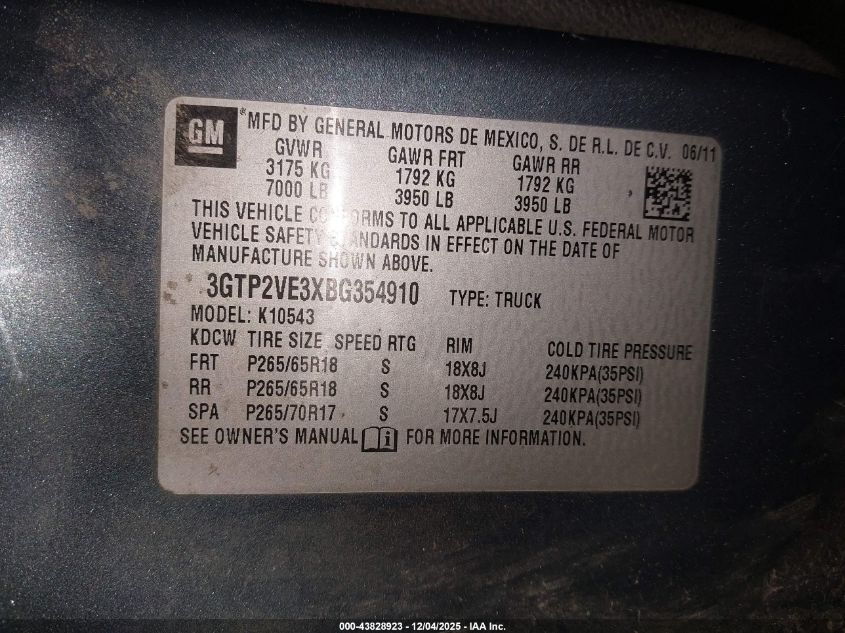 GM *MFD BY GENERAL MOTORS DE MEXICO, S. DE R.L. DE C.V. 06/11
GVWR GAWR FRT GAWR RR
3175 KG 1792 KG 1792 KG
7000 LB 3950 LB 3950 LB
THIS VEHICLE CONFORMS TO ALL APPLICABLE U.S. FEDERAL MOTOR
VEHICLE SAFETY STANDARDS IN EFFECT ON THE DATE OF
MANUFACTURE SHOWN ABOVE.
3GTP2VE3XBG354910 TYPE: TRUCK
MODEL: K10543
KDCW TIRE SIZE SPEED RTG RIM COLD TIRE PRESSURE
FRT P265/65R18 S 18X8J 240KPA(35PSI)
RR P265/65R18 S 18X8J 240KPA(35PSI)
SPA P265/70R17 S 17X7.5J 240KPA(35PSI)
SEE OWNER'S MANUAL FOR MORE INFORMATION.
000-43828923 - 12/04/2025 - IAA Inc.